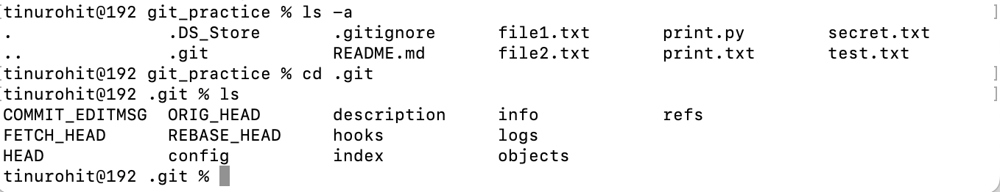 [tinurohit@192 git_practice % ls -a ]
. .DS_Store .gitignore file1.txt print.py secret.txt
.. .git README.md file2.txt print.txt test.txt
[tinurohit@192 git_practice % cd .git ]
[tinurohit@192 .git % ls ]
COMMIT_EDITMSG ORIG_HEAD description info refs
FETCH_HEAD REBASE_HEAD hooks logs
HEAD config index objects
tinurohit@192 .git %